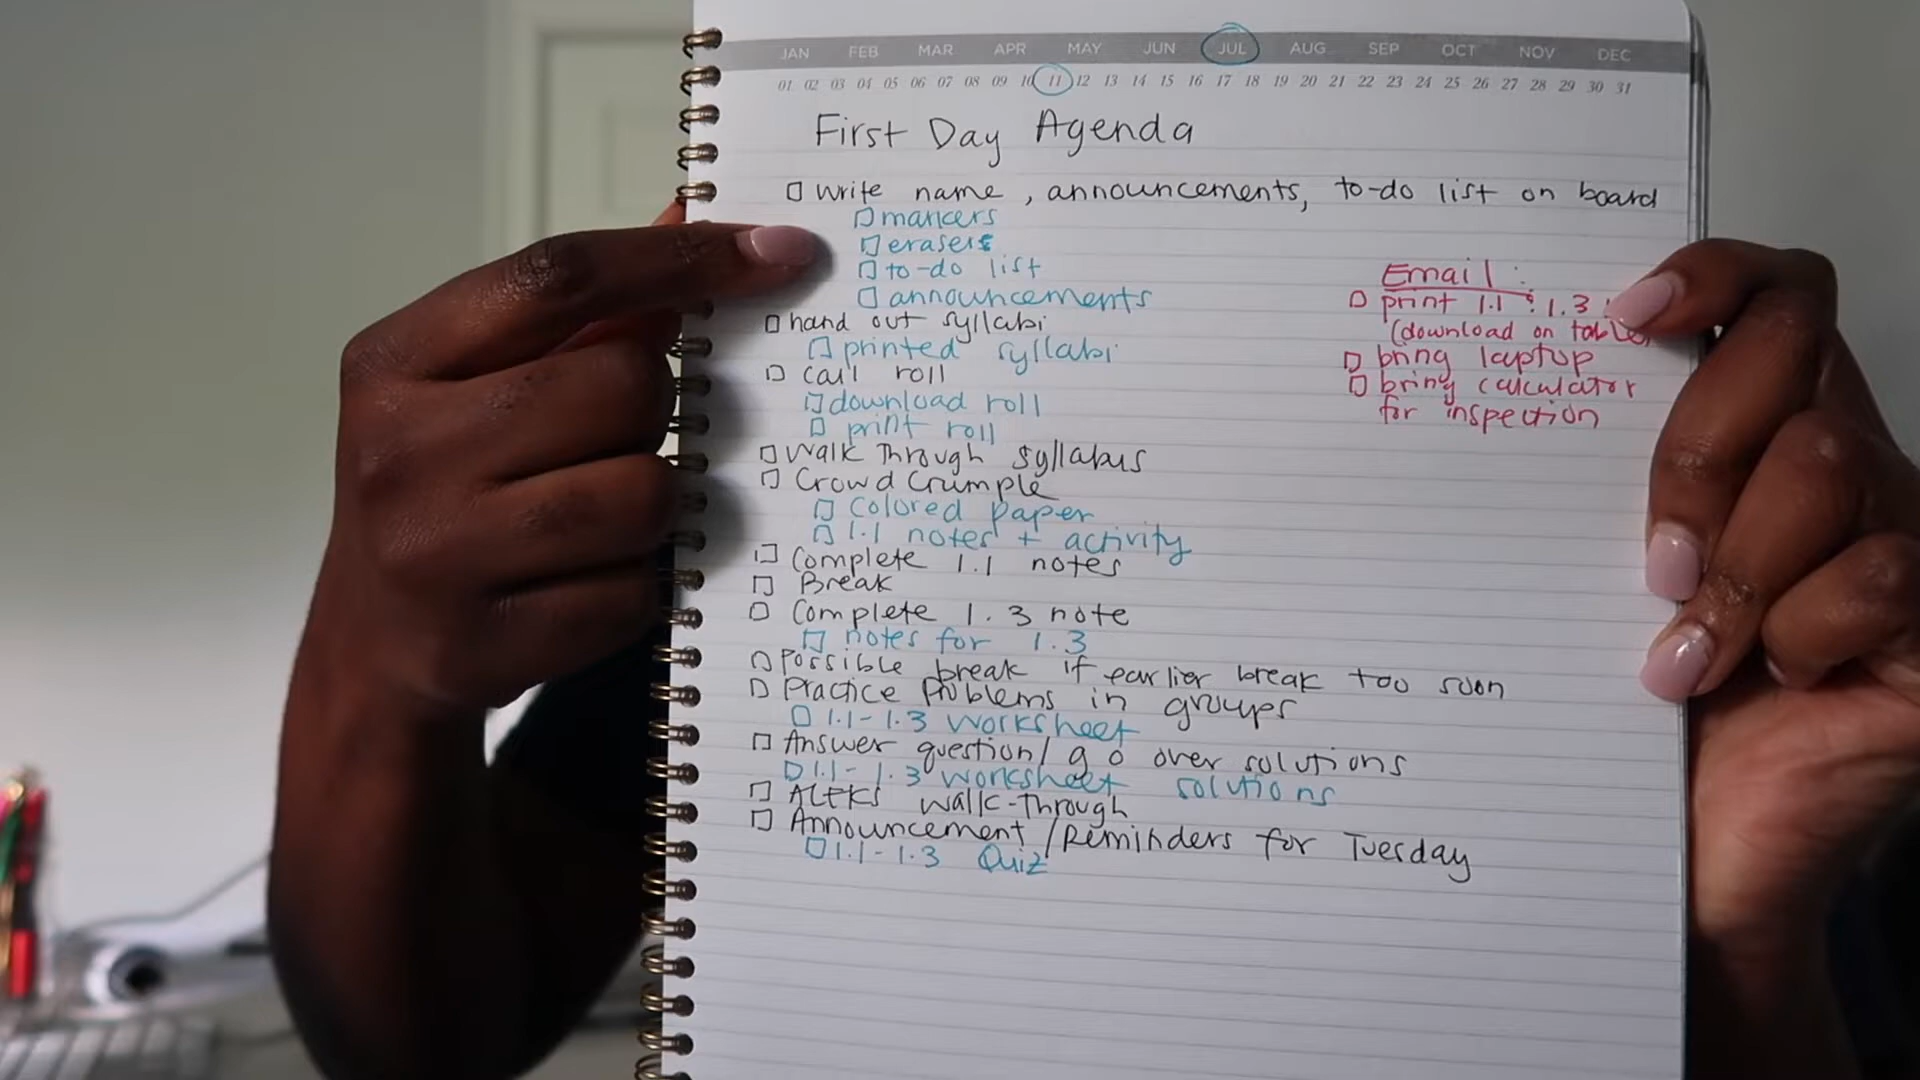 JAN FEB MAR APR MAY JUN JUL AUG SEP OCT NOV DEC
01 02 03 04 05 06 07 08 09 10 11 12 13 14 15 16 17 18 19 20 21 22 23 24 25 26 27 28 29 30 31
First Day Agenda
write name, announcements, to-do list on board
markers
erasers
to-do list
announcements
hand out syllabi
printed syllabi
call roll
download roll
print roll
walk through syllabus
Crowd Crumple
colored paper
1.1 notes + activity
Complete 1.1 notes
Break
Complete 1.3 note
notes for 1.3
Possible break if earlier break too soon
Practice Problems in groups
1.1-1.3 worksheet
Answer question/go over solutions
1.1-1.3 worksheet solutions
ALEKS walk-through
Announcement/Reminders for Tuesday
1.1-1.3 Quiz
Email:
print 1.1 & 1.3
(download on
bring laptop
bring calculator
for inspection